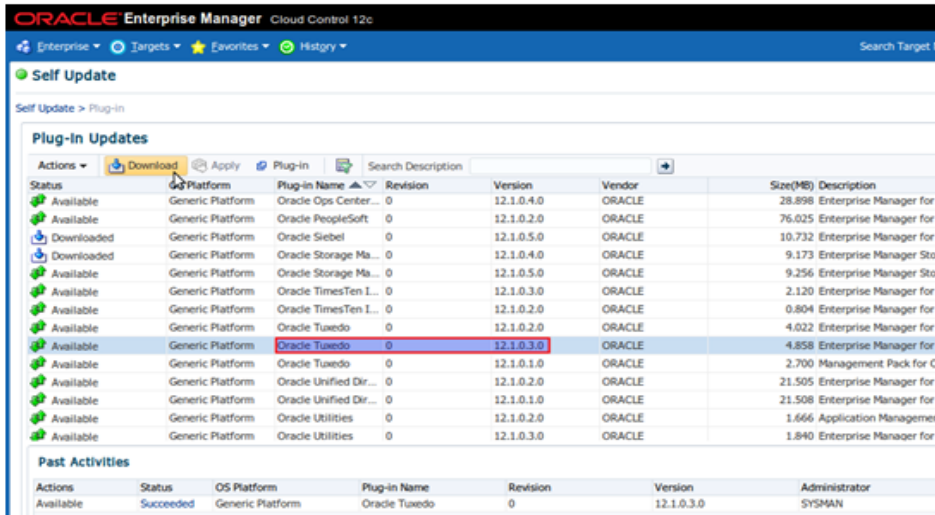 ORACLE Enterprise Manager Cloud Control 12c
Enterprise Targets Favorites History Search Target
Self Update
Self Update > Plug-in
Plug-in Updates
Actions Download Apply Plug-in Search Description
Status Platform Plug-in Name Revision Version Vendor Size(MB) Description
Available Generic Platform Oracle Ops Center... 0 12.1.0.4.0 ORACLE 28.898 Enterprise Manager for
Available Generic Platform Oracle PeopleSoft 0 12.1.0.2.0 ORACLE 76.025 Enterprise Manager for
Downloaded Generic Platform Oracle Siebel 0 12.1.0.5.0 ORACLE 10.732 Enterprise Manager for
Downloaded Generic Platform Oracle Storage Ma... 0 12.1.0.4.0 ORACLE 9.173 Enterprise Manager Sto
Available Generic Platform Oracle Storage Ma... 0 12.1.0.5.0 ORACLE 9.256 Enterprise Manager Sto
Available Generic Platform Oracle TimesTen I... 0 12.1.0.3.0 ORACLE 2.120 Enterprise Manager for
Available Generic Platform Oracle TimesTen I... 0 12.1.0.2.0 ORACLE 0.804 Enterprise Manager for
Available Generic Platform Oracle Tuxedo 0 12.1.0.2.0 ORACLE 4.022 Enterprise Manager for
Available Generic Platform Oracle Tuxedo 0 12.1.0.3.0 ORACLE 4.858 Enterprise Manager for
Available Generic Platform Oracle Tuxedo 0 12.1.0.1.0 ORACLE 2.700 Management Pack for O
Available Generic Platform Oracle Unified Dir... 0 12.1.0.2.0 ORACLE 21.505 Enterprise Manager for
Available Generic Platform Oracle Unified Dir... 0 12.1.0.1.0 ORACLE 21.508 Enterprise Manager for
Available Generic Platform Oracle Utilities 0 12.1.0.2.0 ORACLE 1.666 Application Managemen
Available Generic Platform Oracle Utilities 0 12.1.0.3.0 ORACLE 1.840 Enterprise Manager for
Past Activities
Actions Status OS Platform Plug-in Name Revision Version Administrator
Available Succeeded Generic Platform Oracle Tuxedo 0 12.1.0.3.0 SYSMAN